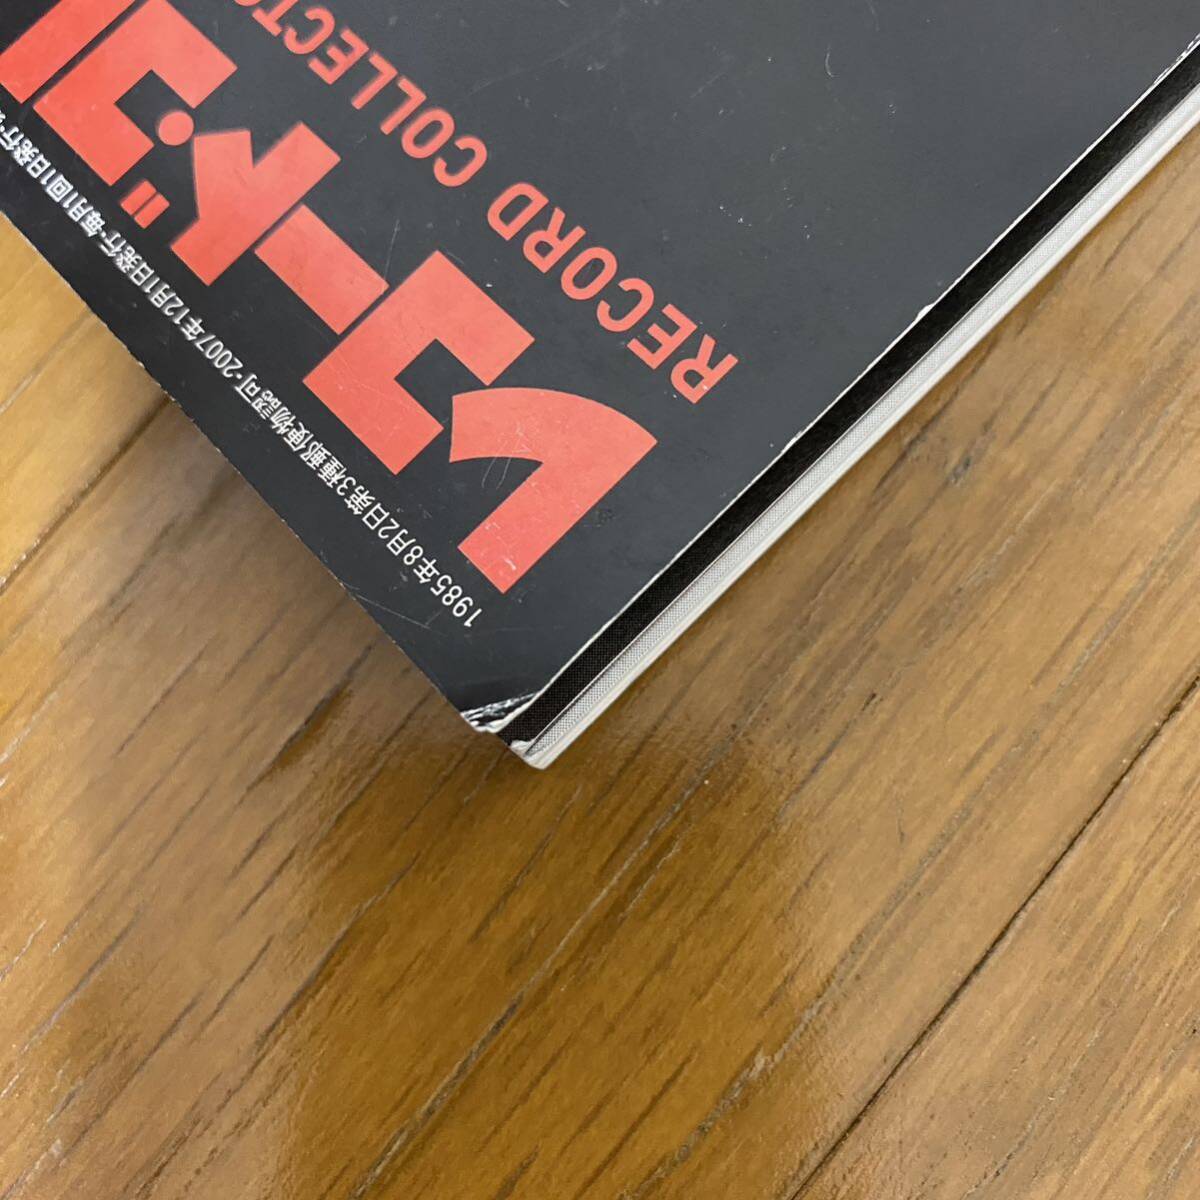 1985年8月2日第3種郵便物認可・2007年12月1日発行・毎月1回1日発行
レコード・コ
RECORD COLLECTO